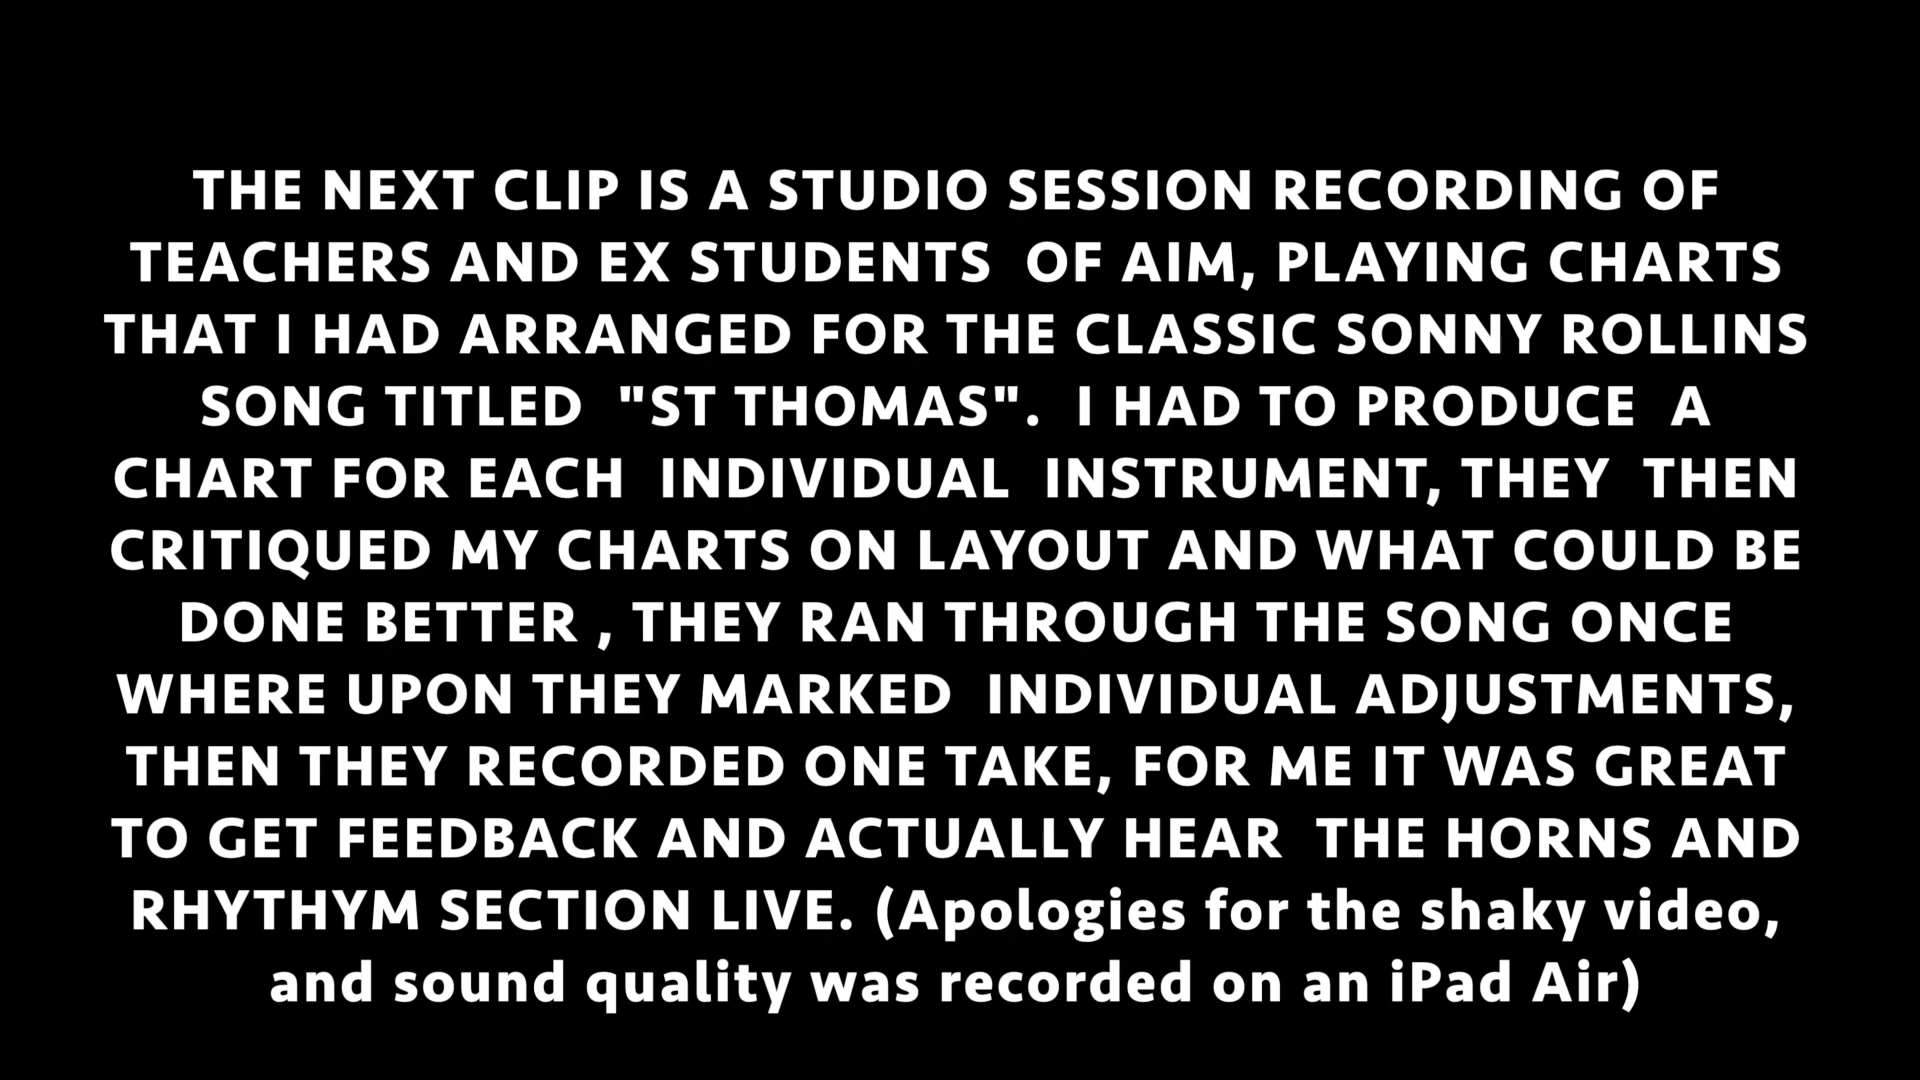 THE NEXT CLIP IS A STUDIO SESSION RECORDING OF
TEACHERS AND EX STUDENTS  OF AIM, PLAYING CHARTS
THAT I HAD ARRANGED FOR THE CLASSIC SONNY ROLLINS
SONG TITLED  "ST THOMAS".  I HAD TO PRODUCE  A
CHART FOR EACH  INDIVIDUAL  INSTRUMENT, THEY  THEN
CRITIQUED MY CHARTS ON LAYOUT AND WHAT COULD BE
DONE BETTER , THEY RAN THROUGH THE SONG ONCE
WHERE UPON THEY MARKED  INDIVIDUAL ADJUSTMENTS,
THEN THEY RECORDED ONE TAKE, FOR ME IT WAS GREAT
TO GET FEEDBACK AND ACTUALLY HEAR  THE HORNS AND
RHYTHYM SECTION LIVE. (Apologies for the shaky video,
and sound quality was recorded on an iPad Air)